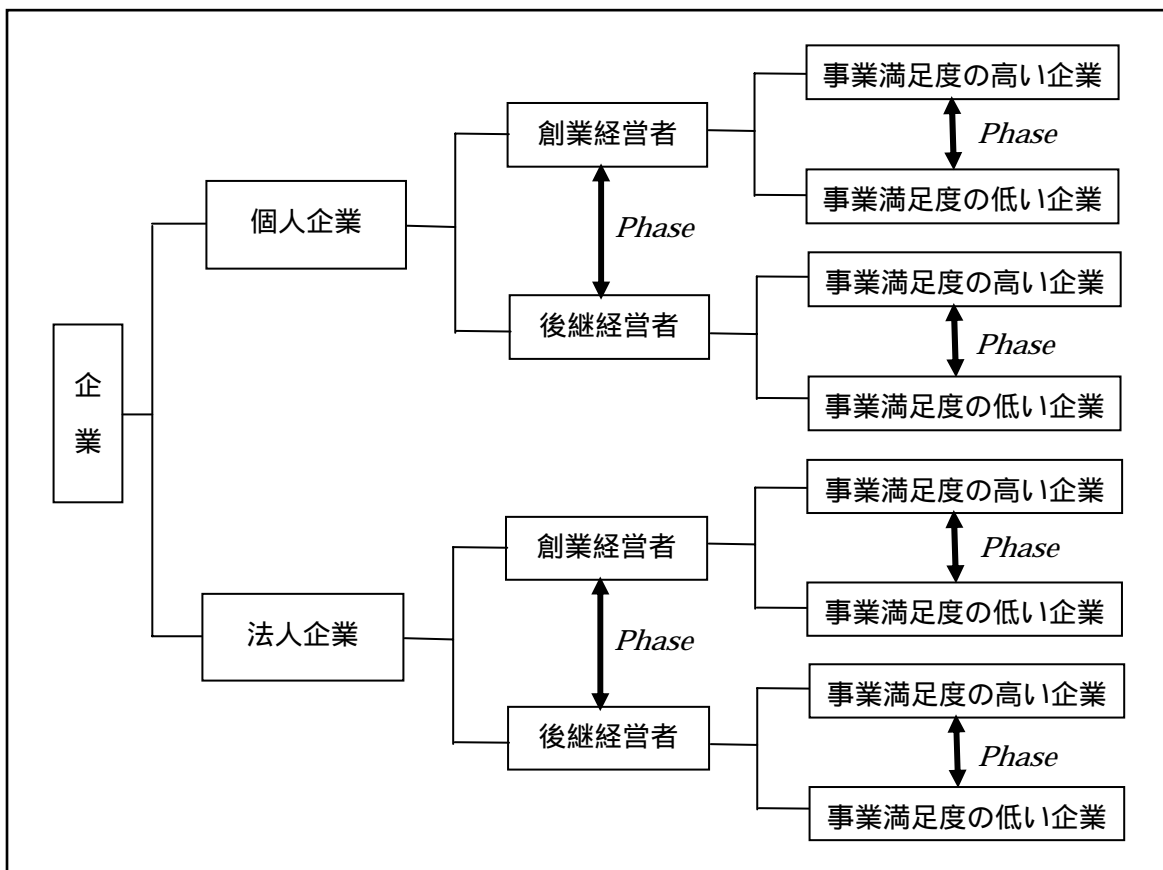 企業
個人企業
創業経営者
Phase
後継経営者
事業満足度の高い企業
Phase
事業満足度の低い企業
事業満足度の高い企業
Phase
事業満足度の低い企業
法人企業
創業経営者
Phase
後継経営者
事業満足度の高い企業
Phase
事業満足度の低い企業
事業満足度の高い企業
Phase
事業満足度の低い企業